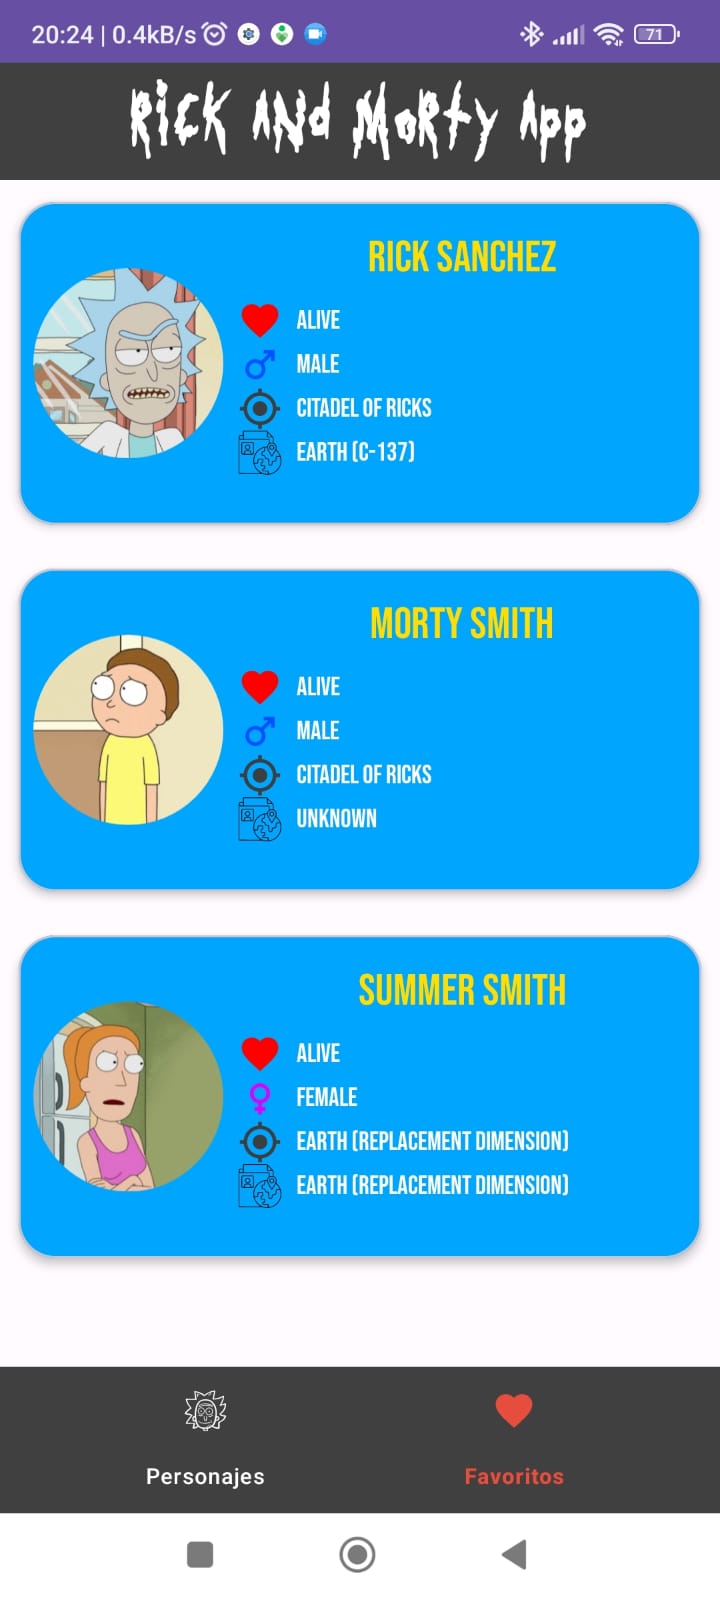 20:24 | 0.4kB/s
71
Rick and Morty App
RICK SANCHEZ
ALIVE
MALE
CITADEL OF RICKS
EARTH (C-137)
MORTY SMITH
ALIVE
MALE
CITADEL OF RICKS
UNKNOWN
SUMMER SMITH
ALIVE
FEMALE
EARTH (REPLACEMENT DIMENSION)
EARTH (REPLACEMENT DIMENSION)
Personajes
Favoritos